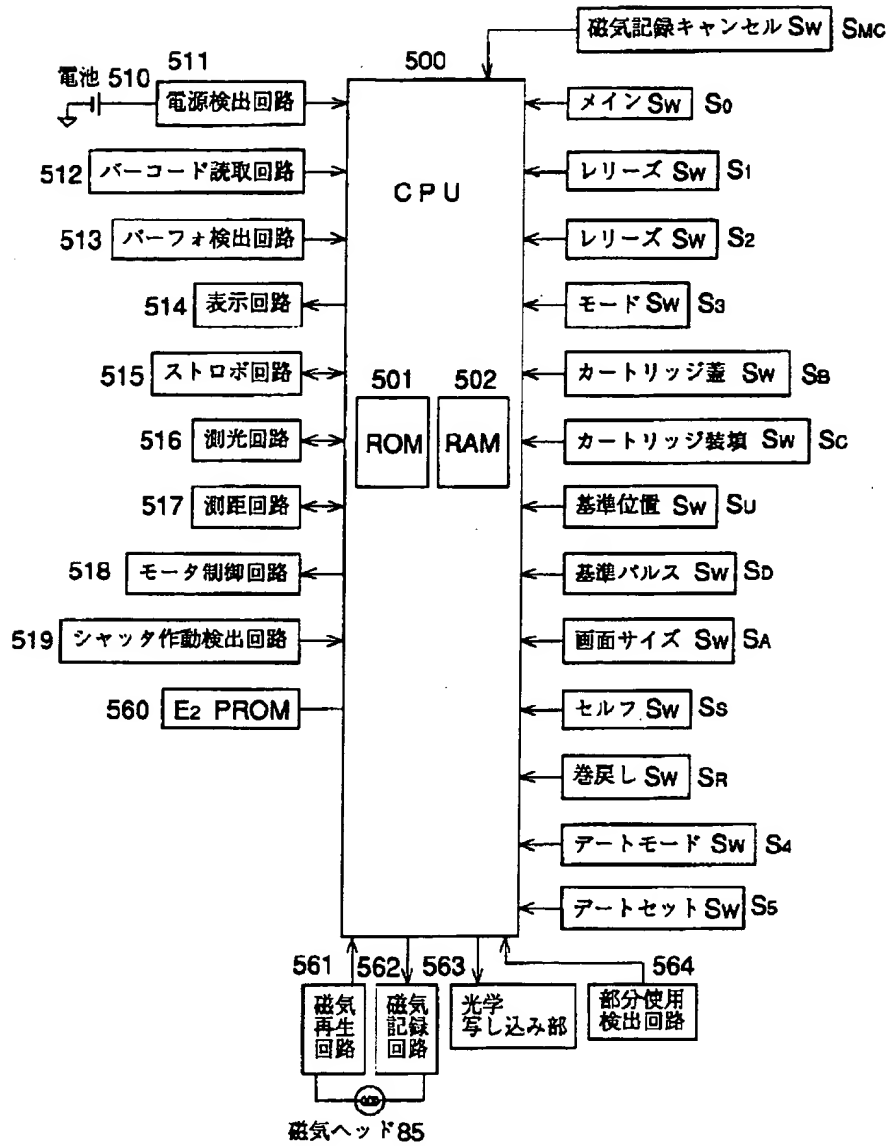 磁気記録キャンセル SW SMC
電池 510
511
電源検出回路
500
メイン SW S0
512 バーコード読取回路
CPU
レリーズ SW S1
513 パーフォ検出回路
レリーズ SW S2
514 表示回路
モード SW S3
515 ストロボ回路
501 502
カートリッジ蓋 SW SB
516 測光回路
ROM RAM
カートリッジ装填 SW SC
517 測距回路
基準位置 SW SU
518 モータ制御回路
基準パルス SW SD
519 シャッタ作動検出回路
画面サイズ SW SA
560 E2 PROM
セルフ SW SS
巻戻し SW SR
デートモード SW S4
デートセット SW S5
561 562 563 564
磁気
再生
回路
磁気
記録
回路
光学
写し込み部
部分使用
検出回路
磁気ヘッド85